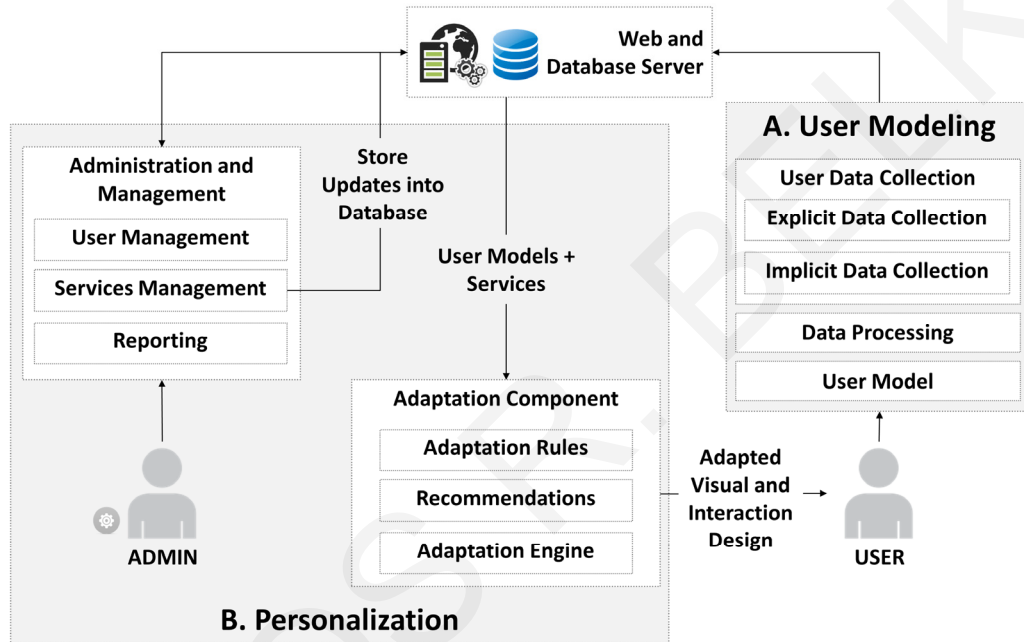 Web and
Database Server
A. User Modeling
User Data Collection
Explicit Data Collection
Implicit Data Collection
Data Processing
User Model
Administration and
Management
User Management
Services Management
Reporting
Store
Updates into
Database
User Models +
Services
Adaptation Component
Adaptation Rules
Recommendations
Adaptation Engine
Adapted
Visual and
Interaction
Design
ADMIN
USER
B. Personalization